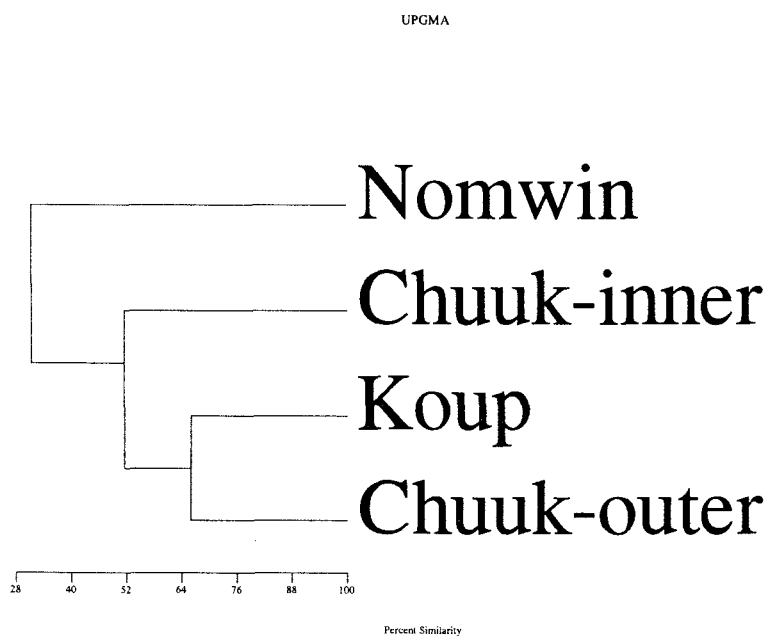 UPGMA
Nomwin
Chuuk-inner
Koup
Chuuk-outer
28 40 52 64 76 88 100
Percent Similarity